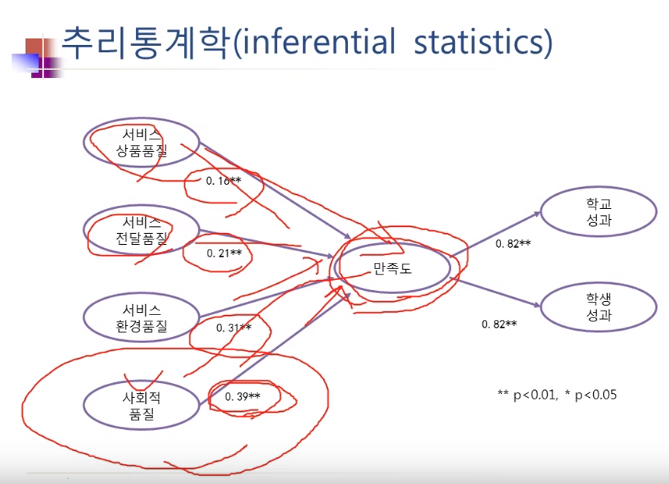 추리통계학(inferential statistics)
서비스
상품품질
0.16**
서비스
전달품질
0.21**
서비스
환경품질
0.31**
사회적
품질
0.39**
만족도
0.82**
0.82**
학교
성과
학생
성과
** p<0.01, * p<0.05